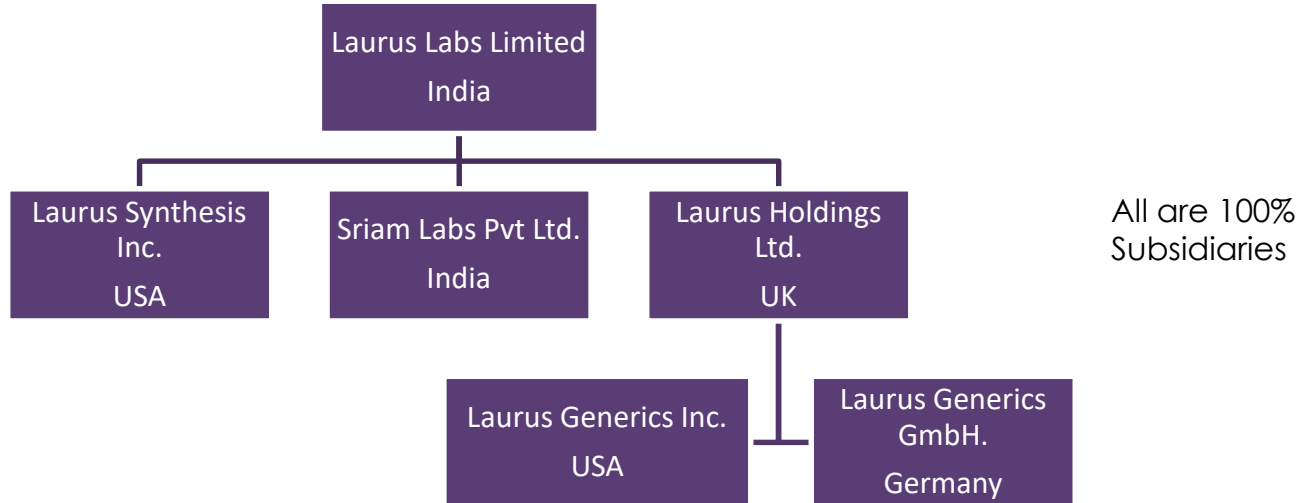 Laurus Labs Limited
India
Laurus Synthesis
Inc.
USA
Sriam Labs Pvt Ltd.
India
Laurus Holdings
Ltd.
UK
All are 100%
Subsidiaries
Laurus Generics Inc.
USA
Laurus Generics
GmbH.
Germany